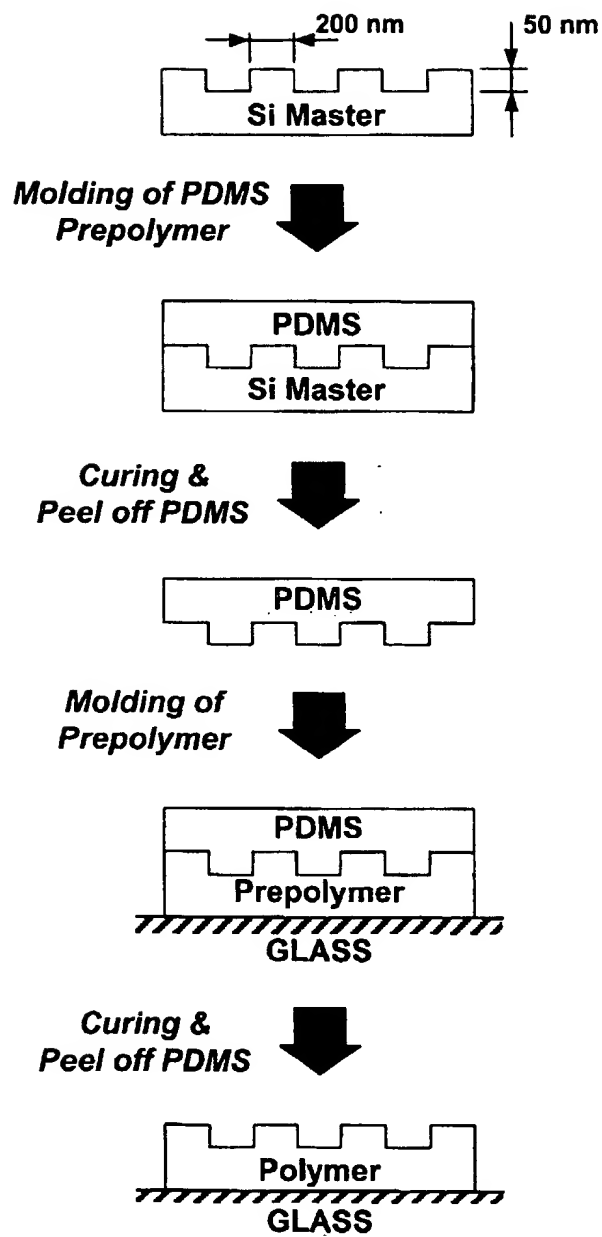 200 nm
50 nm
Si Master
Molding of PDMS
Prepolymer
PDMS
Si Master
Curing &
Peel off PDMS
PDMS
Molding of
Prepolymer
PDMS
Prepolymer
GLASS
Curing &
Peel off PDMS
Polymer
GLASS